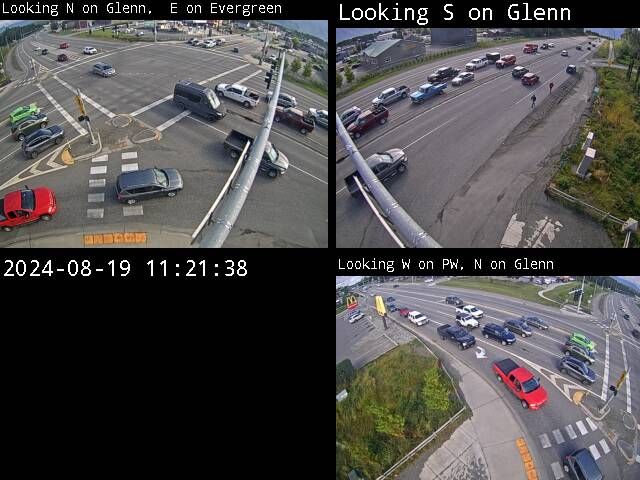 Looking N on Glenn,  E on Evergreen
Looking S on Glenn
2024-08-19 11:21:38
Looking W on PW, N on Glenn